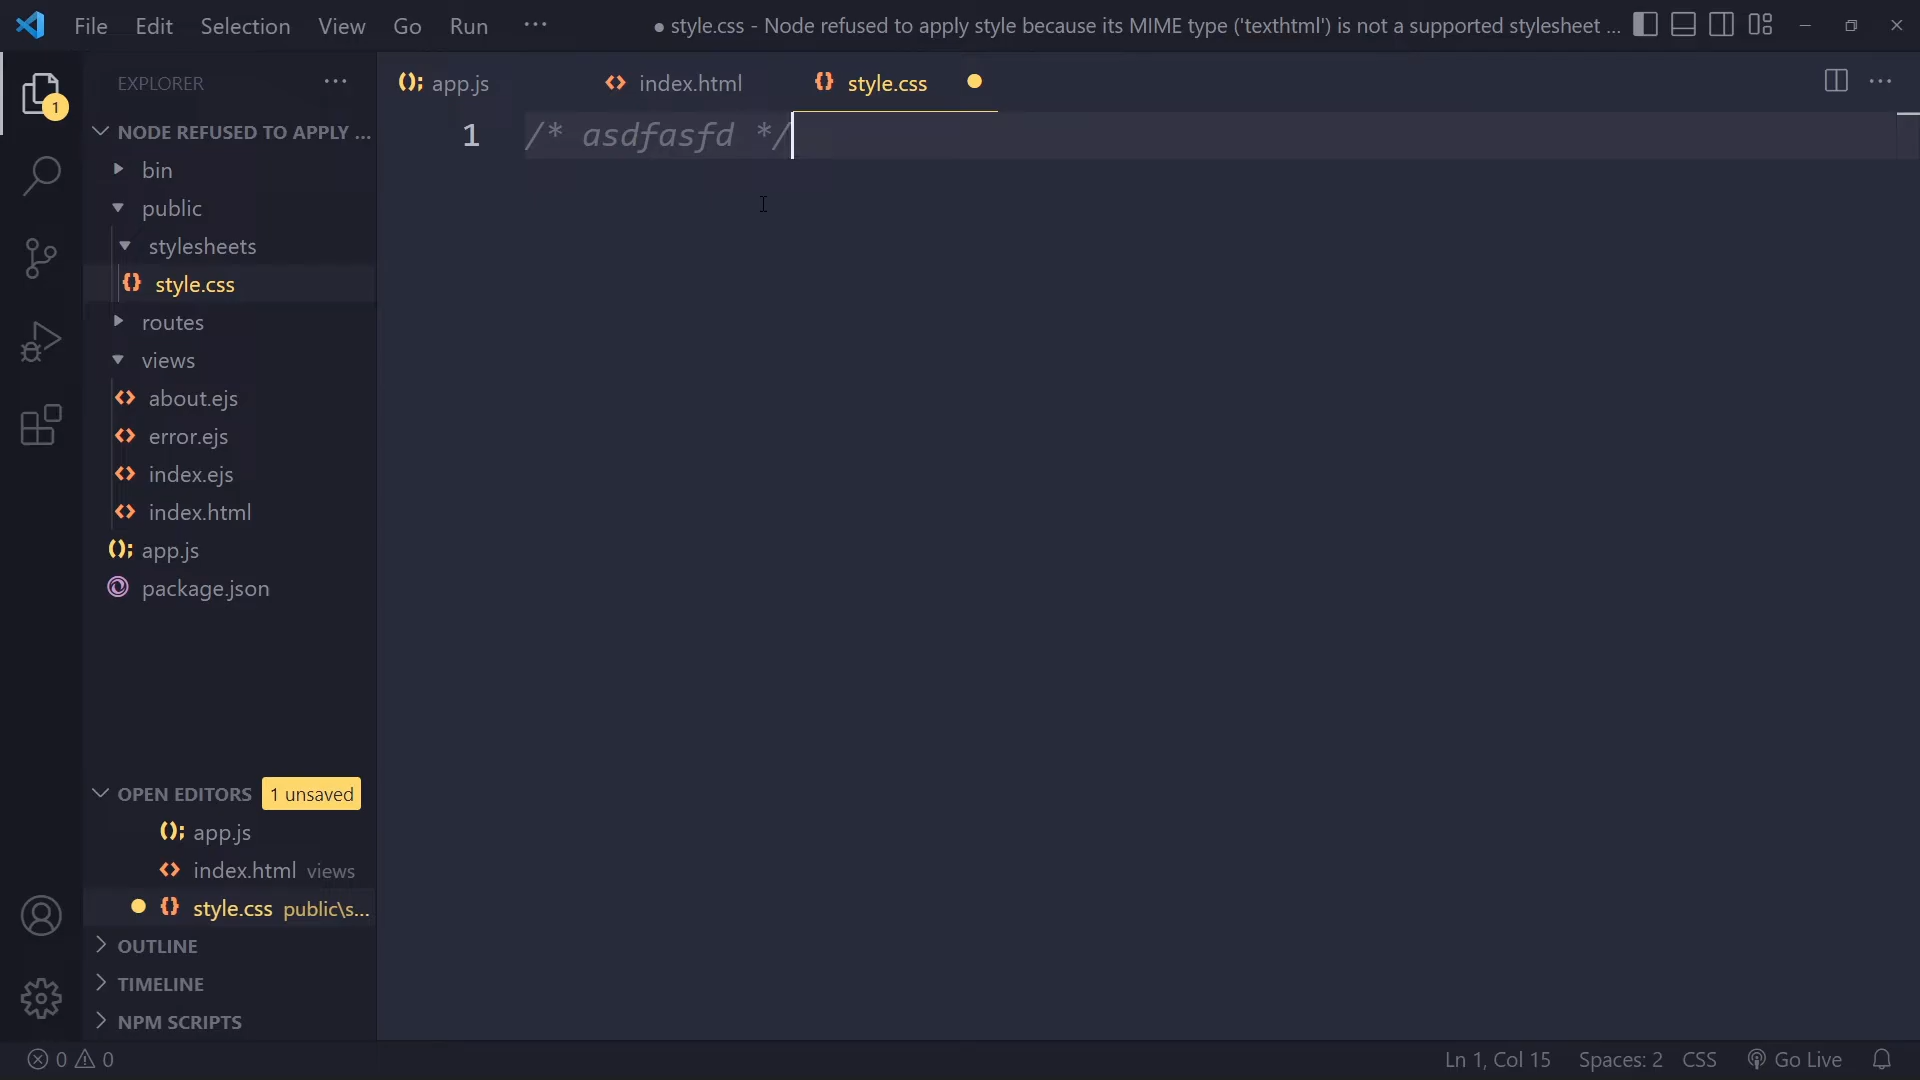 File Edit Selection View Go Run ···
● style.css - Node refused to apply style because its MIME type ('texthtml') is not a supported stylesheet ...
EXPLORER
NODE REFUSED TO APPLY ...
bin
public
stylesheets
style.css
routes
views
about.ejs
error.ejs
index.ejs
index.html
app.js
package.json
OPEN EDITORS 1 unsaved
app.js
index.html views
style.css public\s...
OUTLINE
TIMELINE
NPM SCRIPTS
app.js index.html style.css
1 /* asdfasfd */
1
0 0
Ln 1, Col 15 Spaces: 2 CSS Go Live